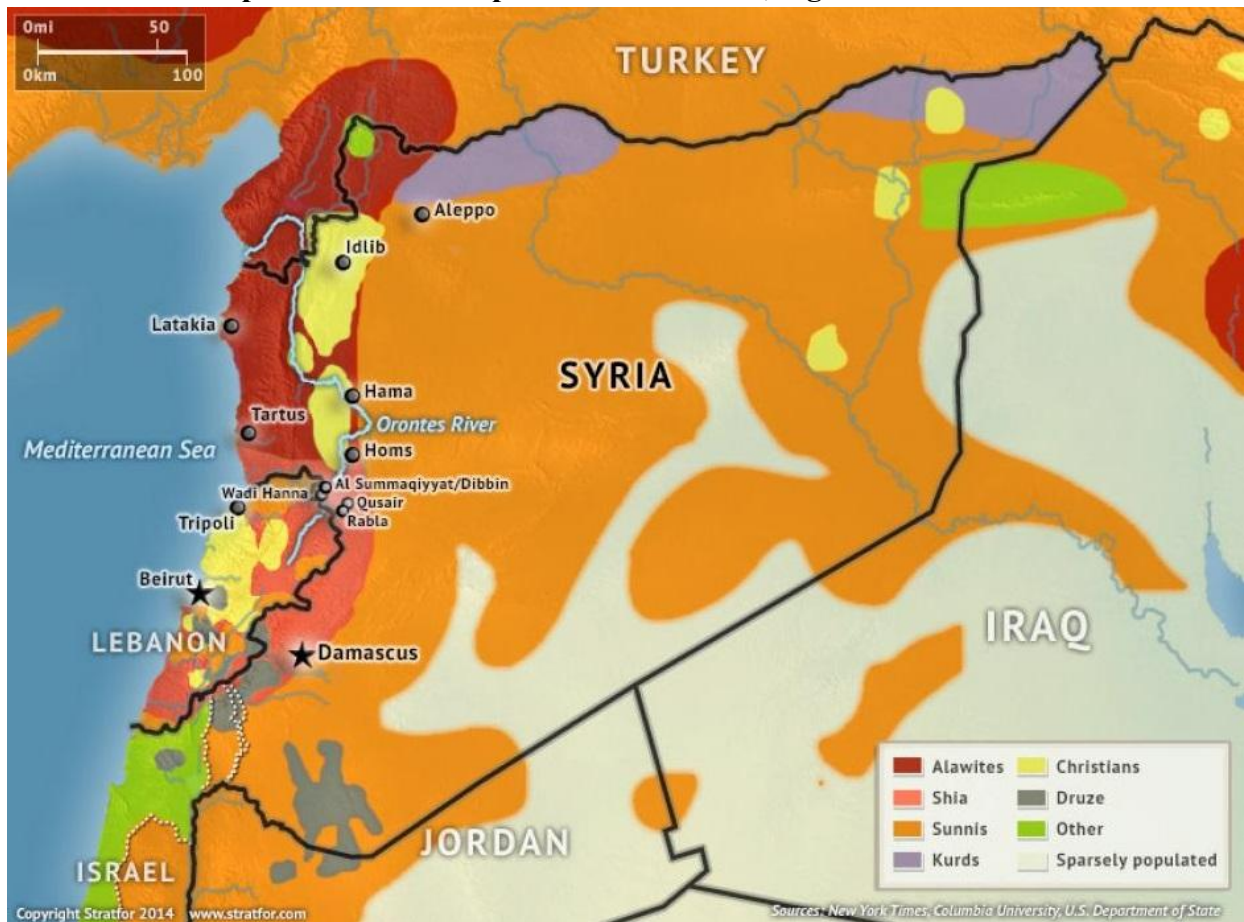 0mi 50
0km 100
TURKEY
Aleppo
Idlib
Latakia
SYRIA
Hama
Tartus
Orontes River
Mediterranean Sea
Homs
Al Summaqiyyat/Dibbin
Wadi Hanna
Qusair
Tripoli
Rabla
Beirut
IRAQ
LEBANON
Damascus
Alawites
Christians
Shia
Druze
Sunnis
Other
Kurds
Sparsely populated
JORDAN
ISRAEL
Copyright Stratfor 2014 www.stratfor.com
Sources: New York Times, Columbia University, U.S. Department of State